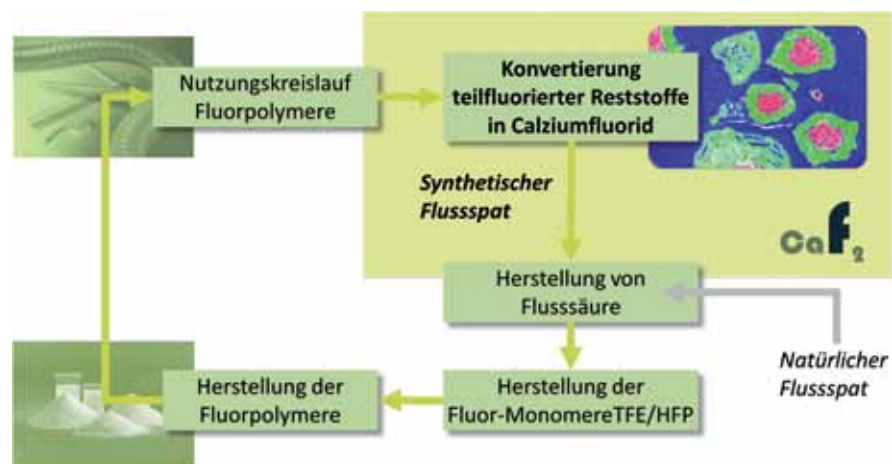 Nutzungskreislauf
Fluorpolymere
Konvertierung
teilfluorierter Reststoffe
in Calziumfluorid
Synthetischer
Flussspat
CaF2
Herstellung von
Flusssäure
Natürlicher
Flussspat
Herstellung der
Fluor-MonomereTFE/HFP
Herstellung der
Fluorpolymere